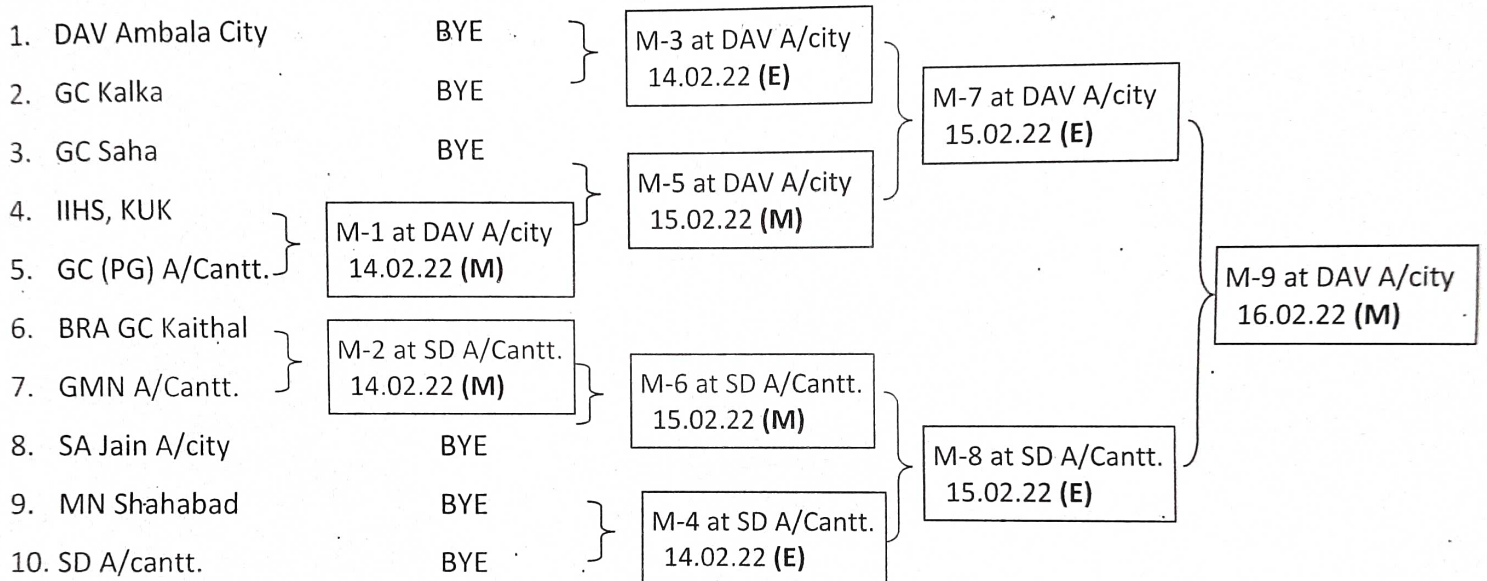 1. DAV Ambala City BYE
2. GC Kalka BYE
3. GC Saha BYE
4. IIHS, KUK
5. GC (PG) A/Cantt.
6. BRA GC Kaithal
7. GMN A/Cantt.
8. SA Jain A/city BYE
9. MN Shahabad BYE
10. SD A/cantt. BYE
M-1 at DAV A/city
14.02.22 (M)
M-2 at SD A/Cantt.
14.02.22 (M)
M-3 at DAV A/city
14.02.22 (E)
M-5 at DAV A/city
15.02.22 (M)
M-6 at SD A/Cantt.
15.02.22 (M)
M-4 at SD A/Cantt.
14.02.22 (E)
M-7 at DAV A/city
15.02.22 (E)
M-8 at SD A/Cantt.
15.02.22 (E)
M-9 at DAV A/city
16.02.22 (M)